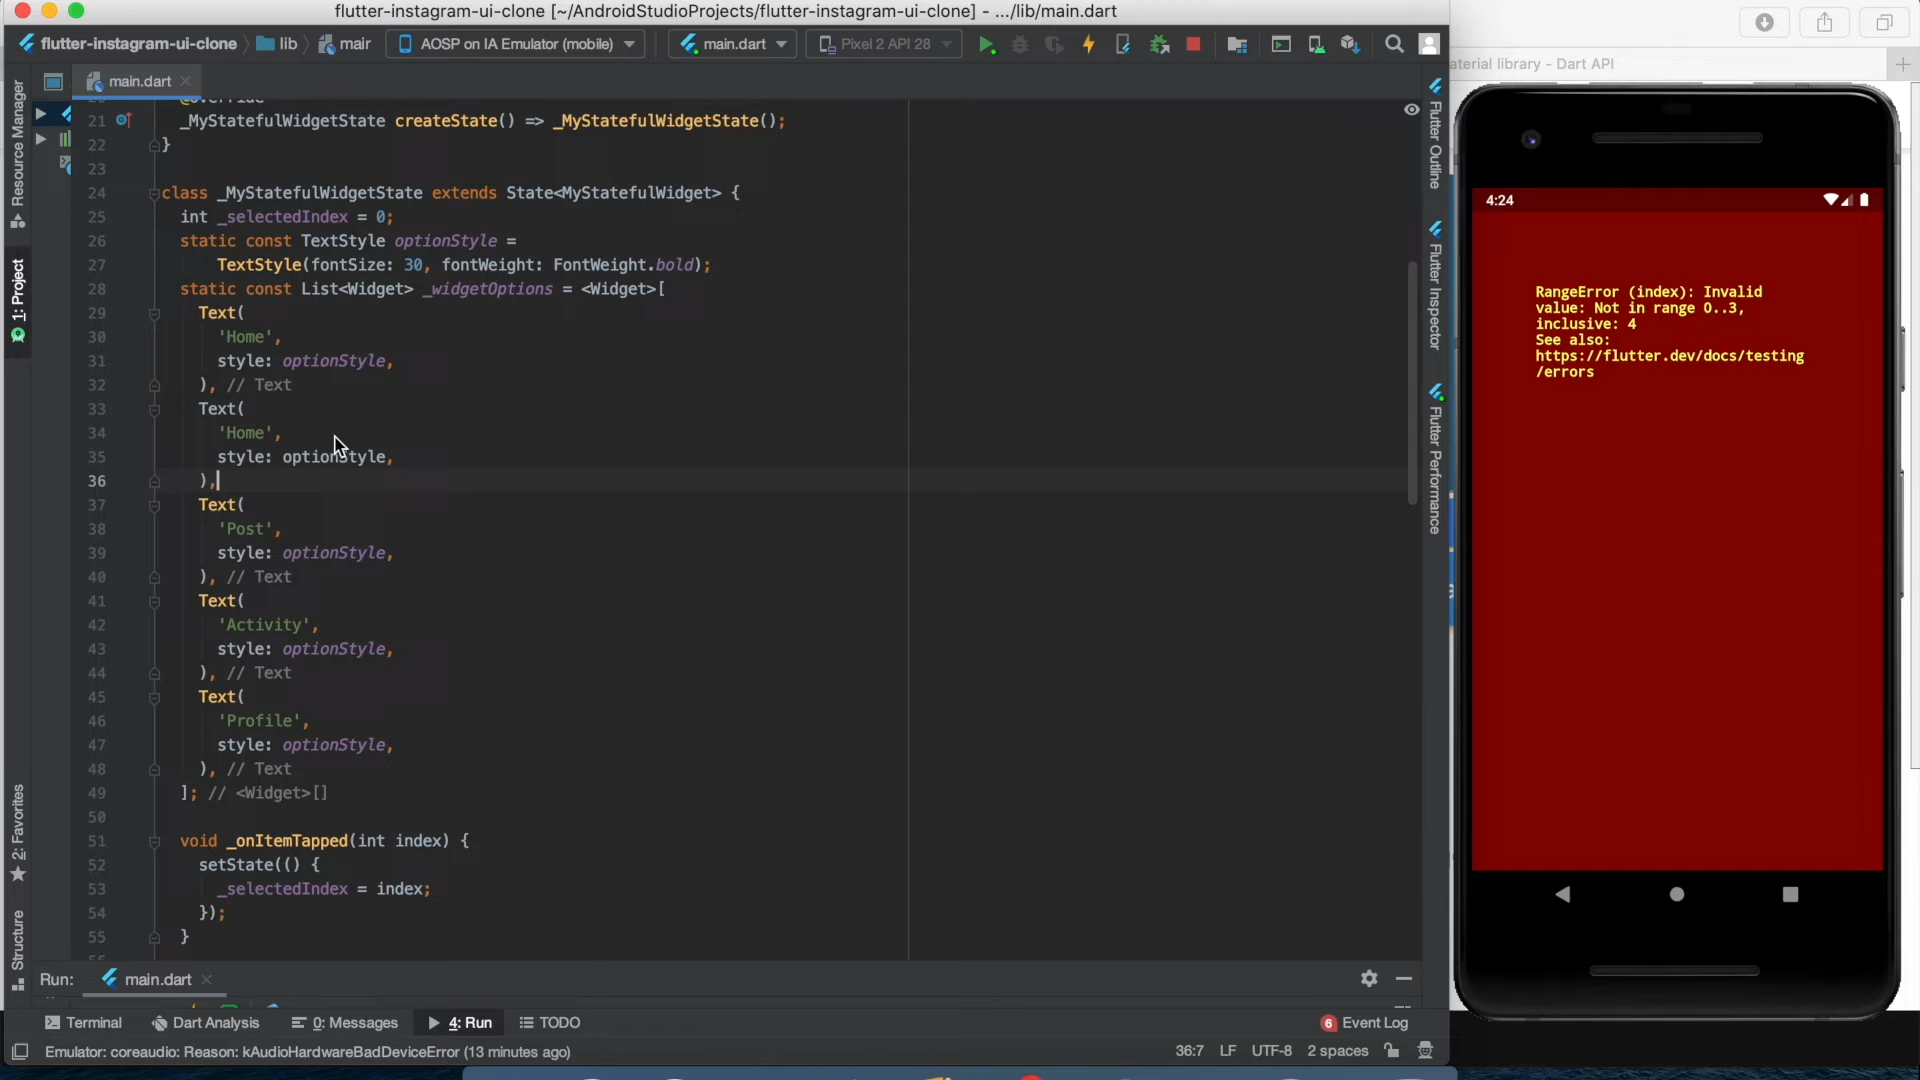 flutter-instagram-ui-clone [~/AndroidStudioProjects/flutter-instagram-ui-clone] - .../lib/main.dart
flutter-instagram-ui-clone lib main AOSP on IA Emulator (mobile) main.dart Pixel 2 API 28
aterial library - Dart API
main.dart
21 _MyStatefulWidgetState createState() => _MyStatefulWidgetState();
22 }
23
24 class _MyStatefulWidgetState extends State<MyStatefulWidget> {
25 int _selectedIndex = 0;
26 static const TextStyle optionStyle =
27 TextStyle(fontSize: 30, fontWeight: FontWeight.bold);
28 static const List<Widget> _widgetOptions = <Widget>[
29 Text(
30 'Home',
31 style: optionStyle,
32 ), // Text
33 Text(
34 'Home',
35 style: optionStyle,
36 ),
37 Text(
38 'Post',
39 style: optionStyle,
40 ), // Text
41 Text(
42 'Activity',
43 style: optionStyle,
44 ), // Text
45 Text(
46 'Profile',
47 style: optionStyle,
48 ), // Text
49 ]; // <Widget>[]
50
51 void _onItemTapped(int index) {
52 setState(() {
53 _selectedIndex = index;
54 });
55 }
Resource Manager
1: Project
2: Favorites
Structure
Flutter Outline
Flutter Inspector
Flutter Performance
4:24
RangeError (index): Invalid
value: Not in range 0..3,
inclusive: 4
See also:
https://flutter.dev/docs/testing
/errors
Run: main.dart
Terminal Dart Analysis 0: Messages 4: Run TODO 6 Event Log
Emulator: coreaudio: Reason: kAudioHardwareBadDeviceError (13 minutes ago) 36:7 LF UTF-8 2 spaces